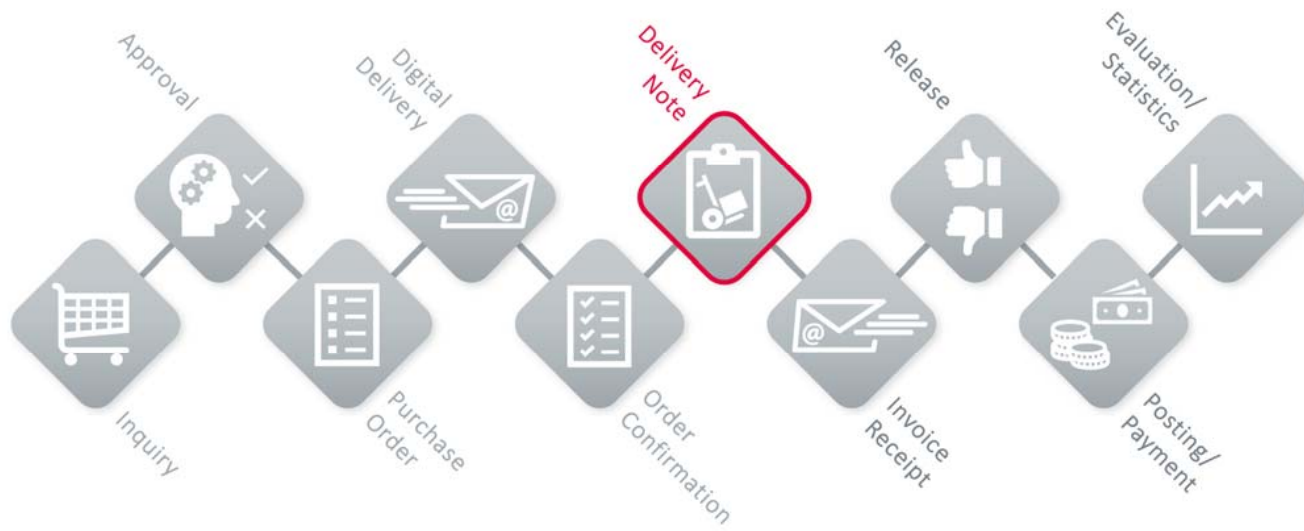 Inquiry
Approval
Purchase
Order
Digital
Delivery
@
Order
Confirmation
Delivery
Note
@
Invoice
Receipt
Release
Posting/
Payment
Evaluation/
Statistics